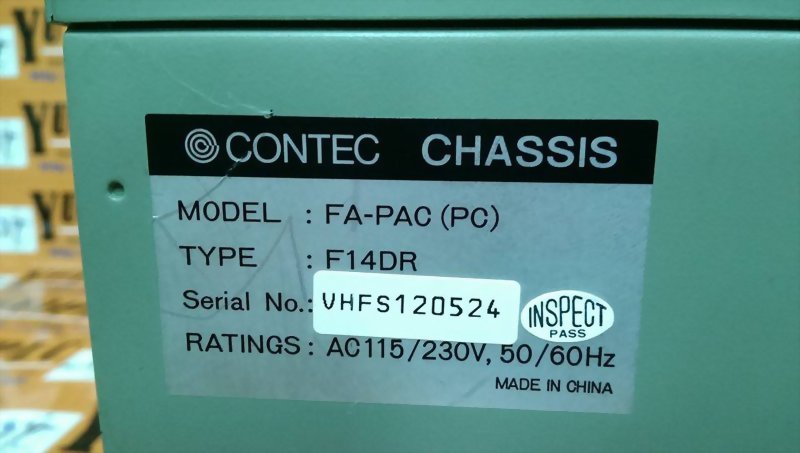 CONTEC CHASSIS
MODEL : FA-PAC (PC)
TYPE : F14DR
Serial No.: VHFS120524
INSPECT
PASS
RATINGS : AC115/230V, 50/60Hz
MADE IN CHINA